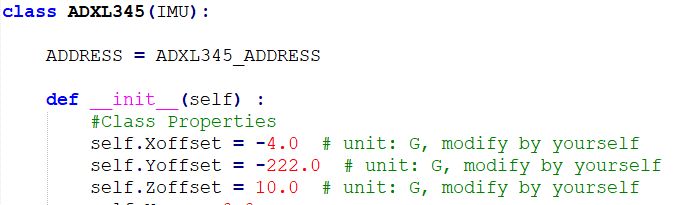 class ADXL345(IMU):
ADDRESS = ADXL345_ADDRESS
def __init__(self) :
#Class Properties
self.Xoffset = -4.0  # unit: G, modify by yourself
self.Yoffset = -222.0  # unit: G, modify by yourself
self.Zoffset = 10.0  # unit: G, modify by yourself